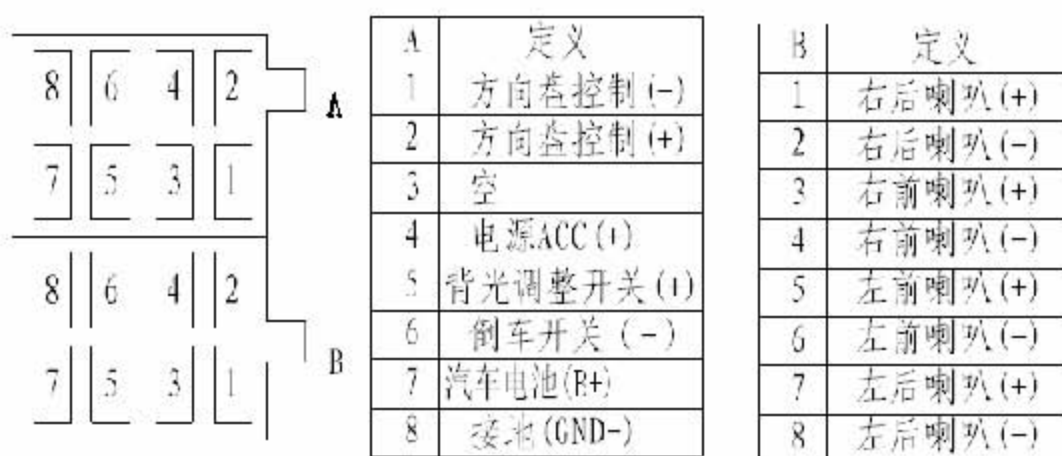 8 6 4 2
A
7 5 3 1
8 6 4 2
B
7 5 3 1
A 定义
1 方向盘控制(-)
2 方向盘控制(+)
3 空
4 电源ACC(+)
5 背光调整开关(+)
6 倒车开关(-)
7 汽车电池(B+)
8 接地(GND-)
B 定义
1 右后喇叭(+)
2 右后喇叭(-)
3 右前喇叭(+)
4 右前喇叭(-)
5 左前喇叭(+)
6 左前喇叭(-)
7 左后喇叭(+)
8 左后喇叭(-)